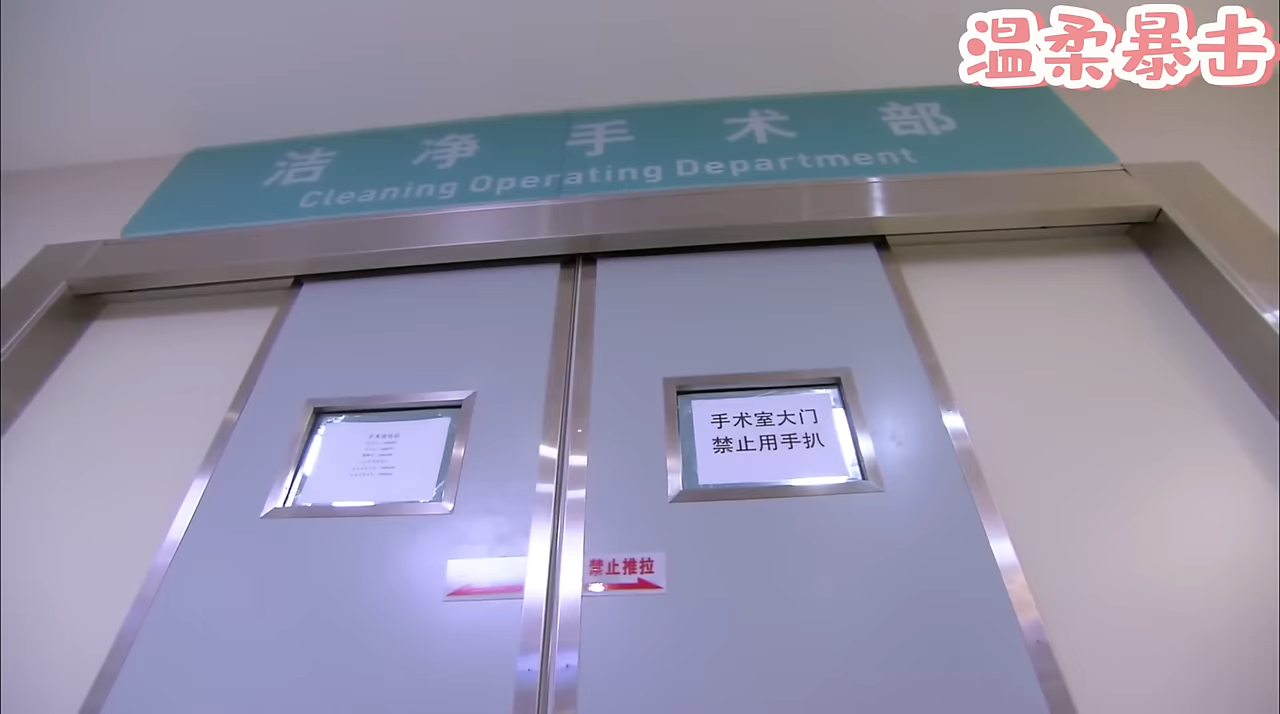 温柔暴击
洁净手术部
Cleaning Operating Department
手术室大门
禁止用手扒
禁止推拉